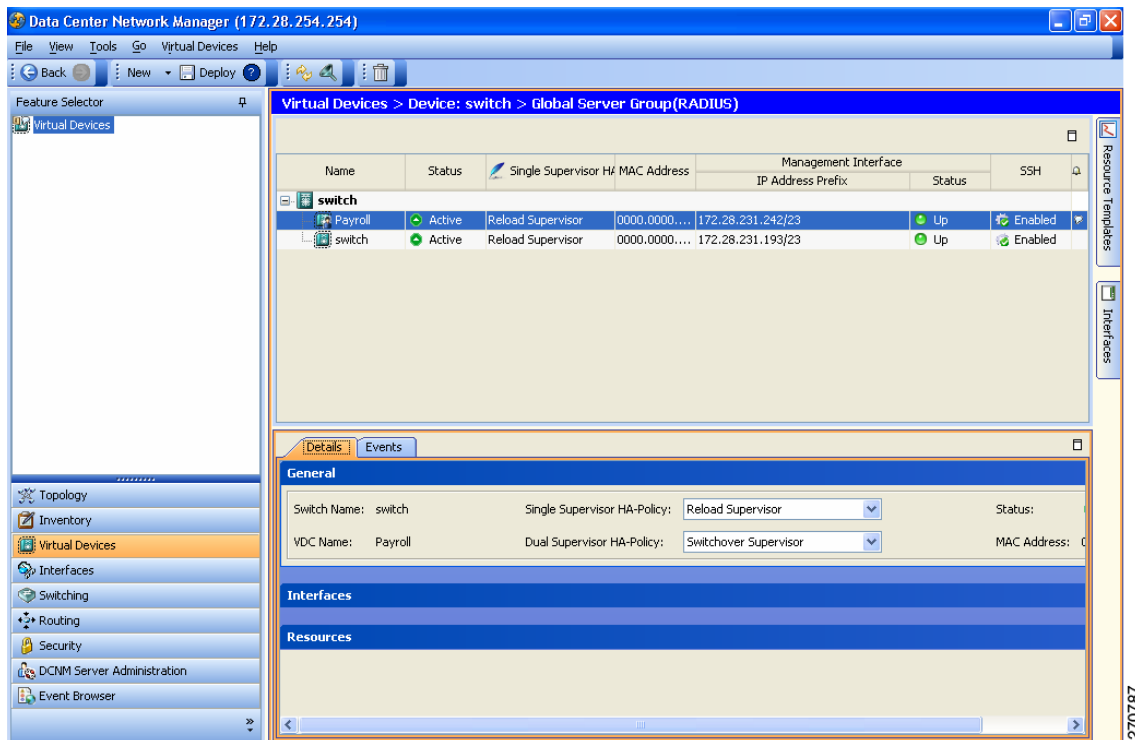 Data Center Network Manager (172.28.254.254)
File View Tools Go Virtual Devices Help
Back New Deploy
Feature Selector
Virtual Devices
Virtual Devices > Device: switch > Global Server Group(RADIUS)
Name Status Single Supervisor HA MAC Address Management Interface SSH
IP Address Prefix Status
switch
Payroll Active Reload Supervisor 0000.0000.... 172.28.231.242/23 Up Enabled
switch Active Reload Supervisor 0000.0000.... 172.28.231.193/23 Up Enabled
Resource Templates
Interfaces
Details Events
General
Switch Name: switch Single Supervisor HA-Policy: Reload Supervisor Status:
VDC Name: Payroll Dual Supervisor HA-Policy: Switchover Supervisor MAC Address:
Interfaces
Resources
Topology
Inventory
Virtual Devices
Interfaces
Switching
Routing
Security
DCNM Server Administration
Event Browser
270787